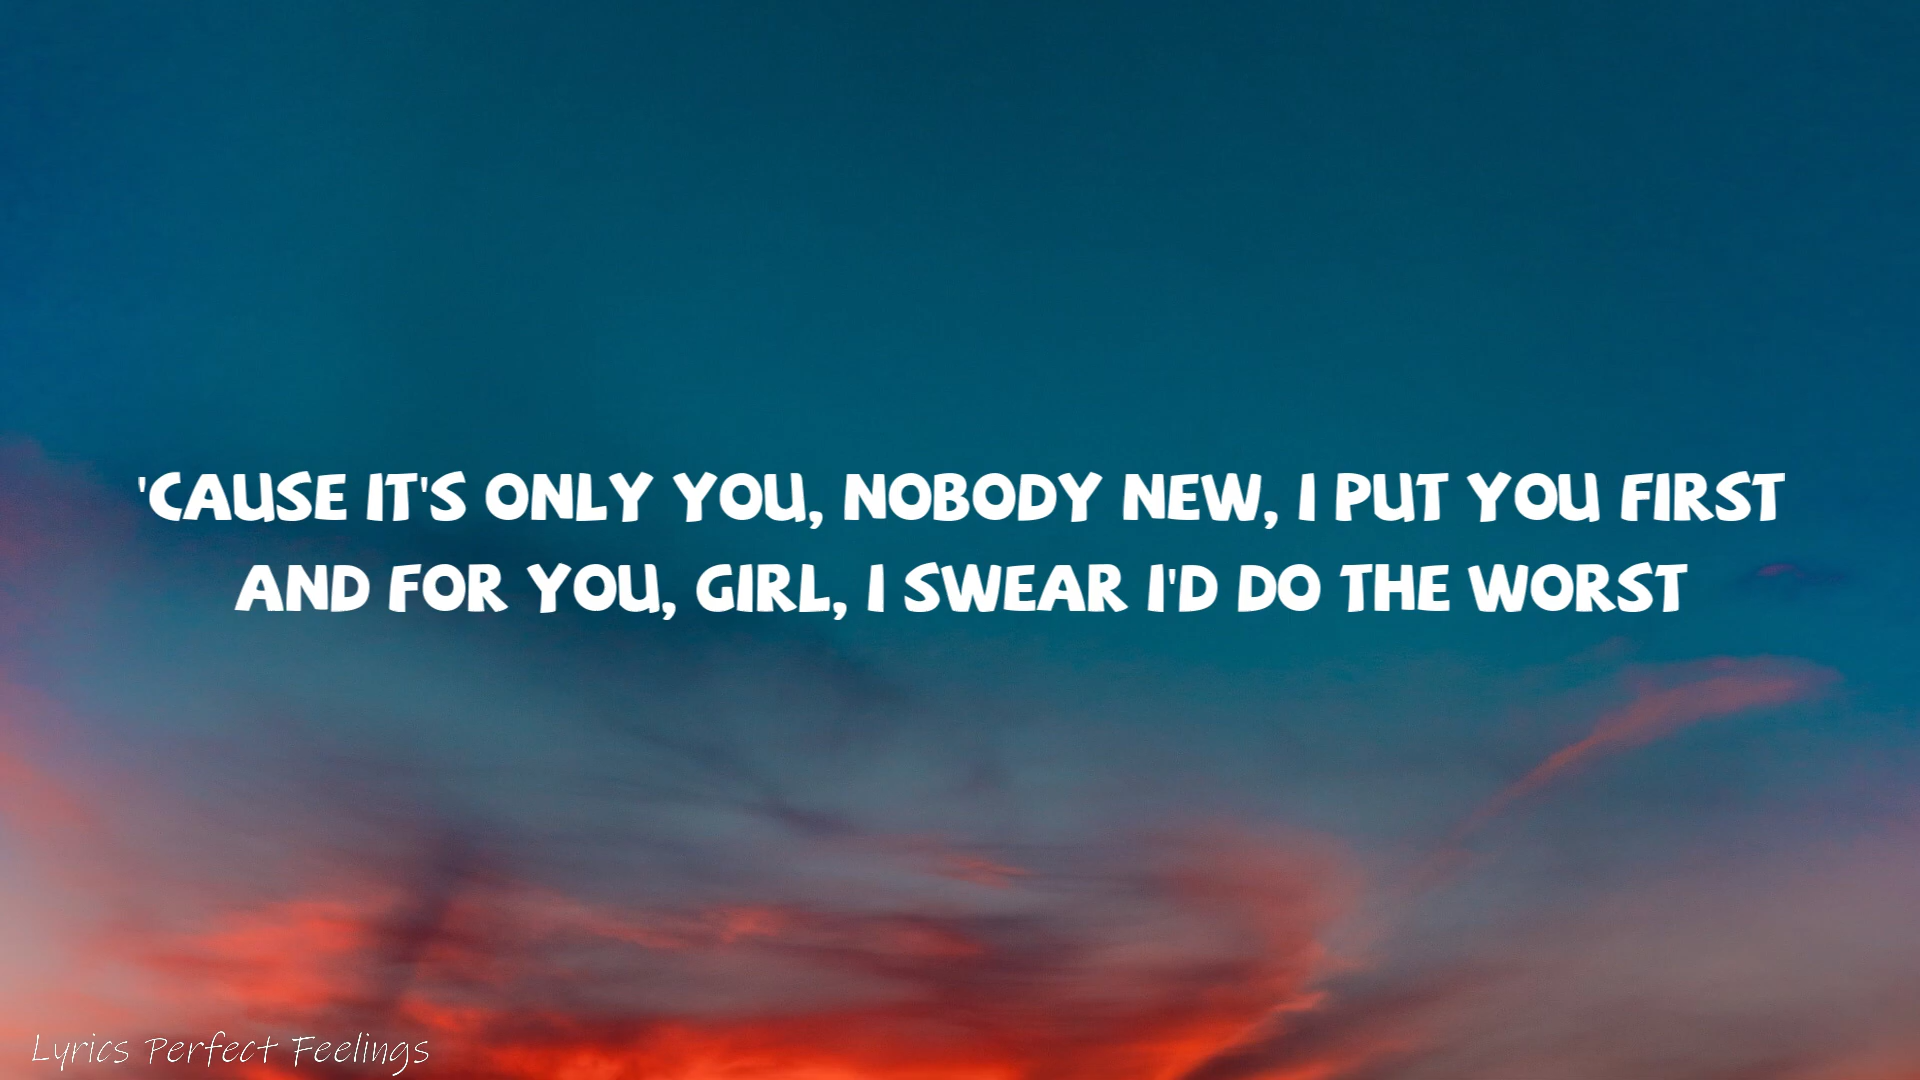 'CAUSE IT'S ONLY YOU, NOBODY NEW, I PUT YOU FIRST
AND FOR YOU, GIRL, I SWEAR I'D DO THE WORST
Lyrics Perfect Feelings